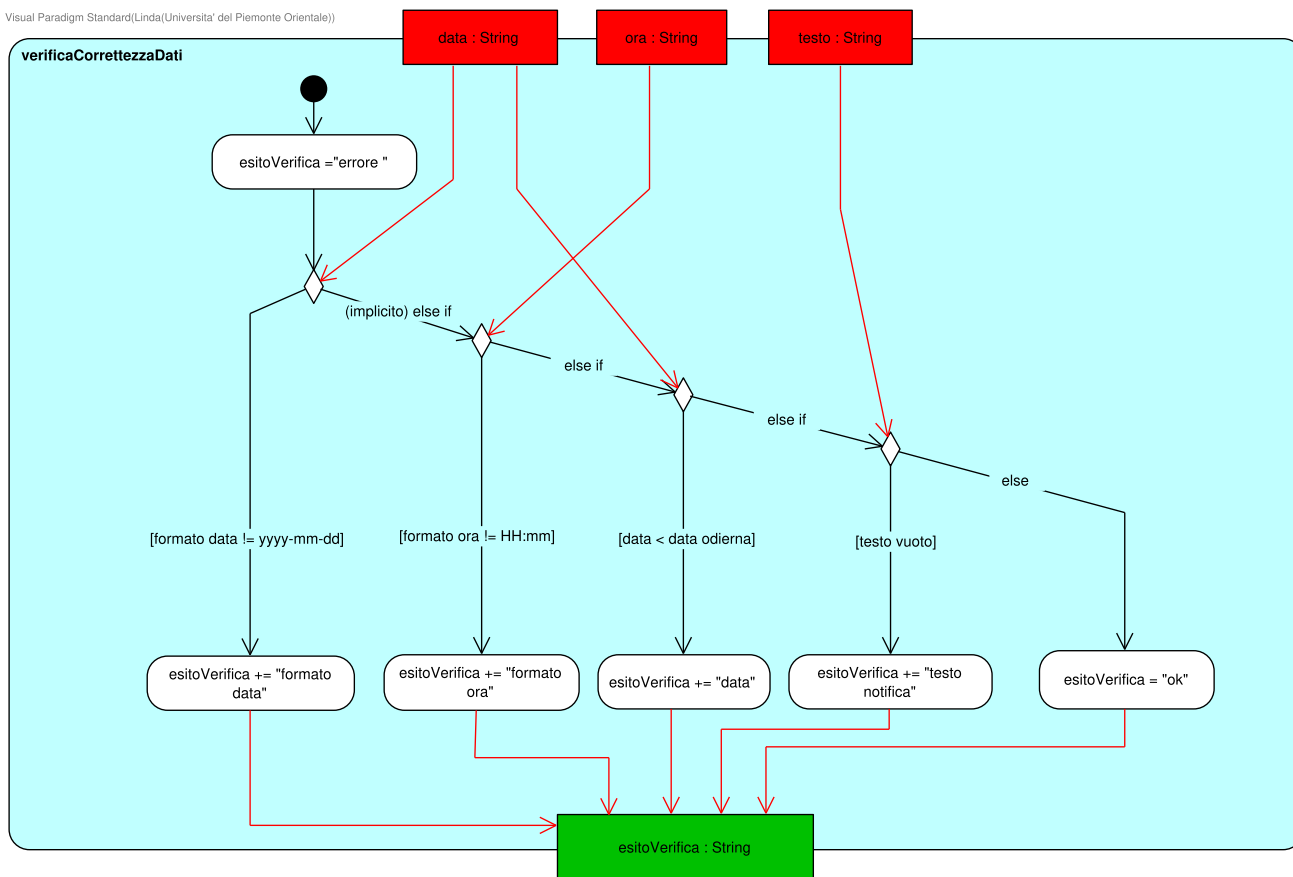 Visual Paradigm Standard(Linda(Universita' del Piemonte Orientale))
data : String
ora : String
testo : String
verificaCorrettezzaDati
esitoVerifica ="errore "
(implicito) else if
else if
else if
else
[formato data != yyyy-mm-dd]
[formato ora != HH:mm]
[data < data odierna]
[testo vuoto]
esitoVerifica += "formato
data"
esitoVerifica += "formato
ora"
esitoVerifica += "data"
esitoVerifica += "testo
notifica"
esitoVerifica = "ok"
esitoVerifica : String